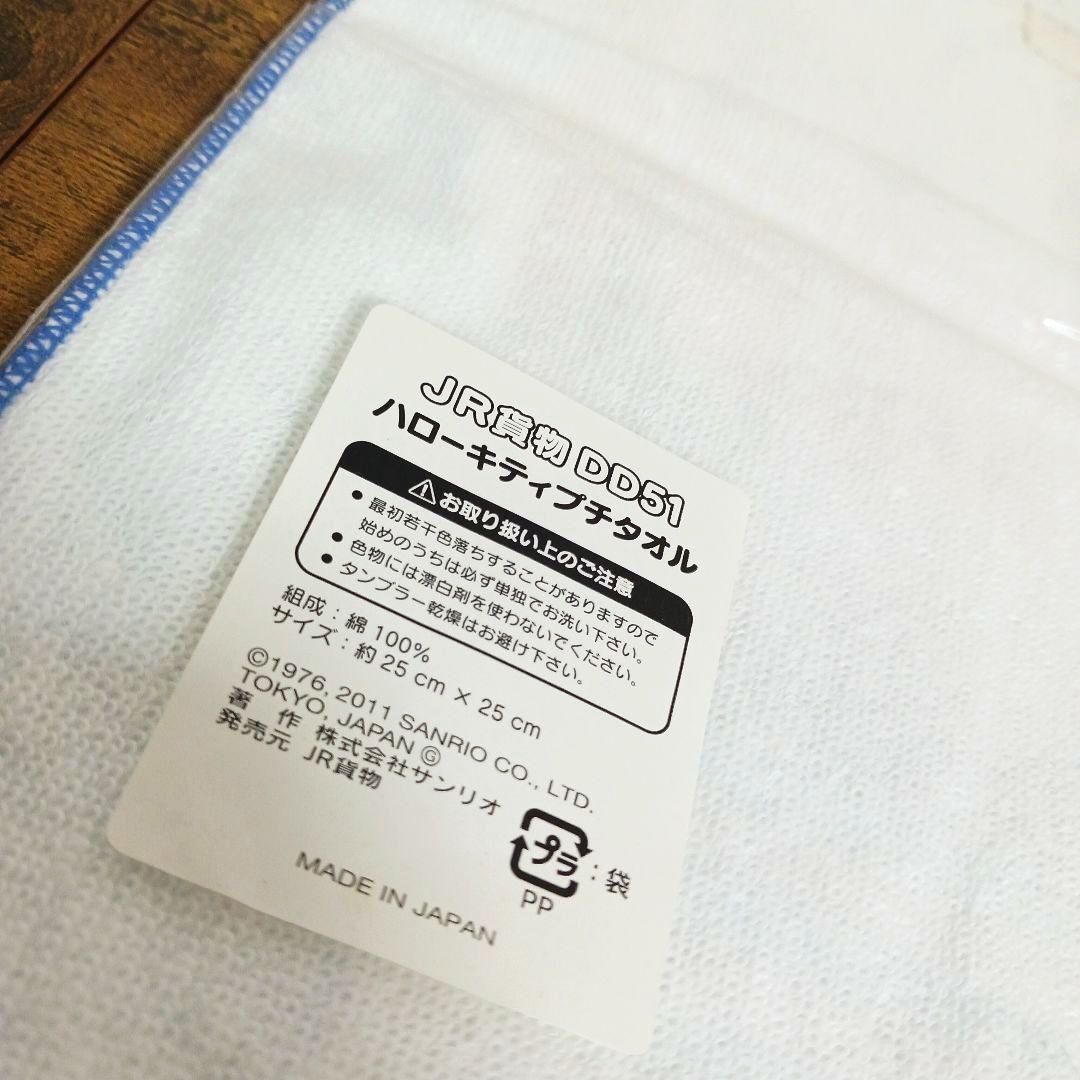 JR貨物 DD51
ハローキティプチタオル
お取り扱い上のご注意
● 最初若干色落ちすることがありますので
始めのうちは必ず単独でお洗い下さい。
● 色物には漂白剤を使わないでください。
● タンブラー乾燥はお避け下さい。
組成：綿 100%
サイズ：約 25 cm × 25 cm
©1976, 2011 SANRIO CO., LTD.
TOKYO, JAPAN Ⓖ
著 作 株式会社サンリオ
発売元 JR貨物
プラ：袋
PP
MADE IN JAPAN